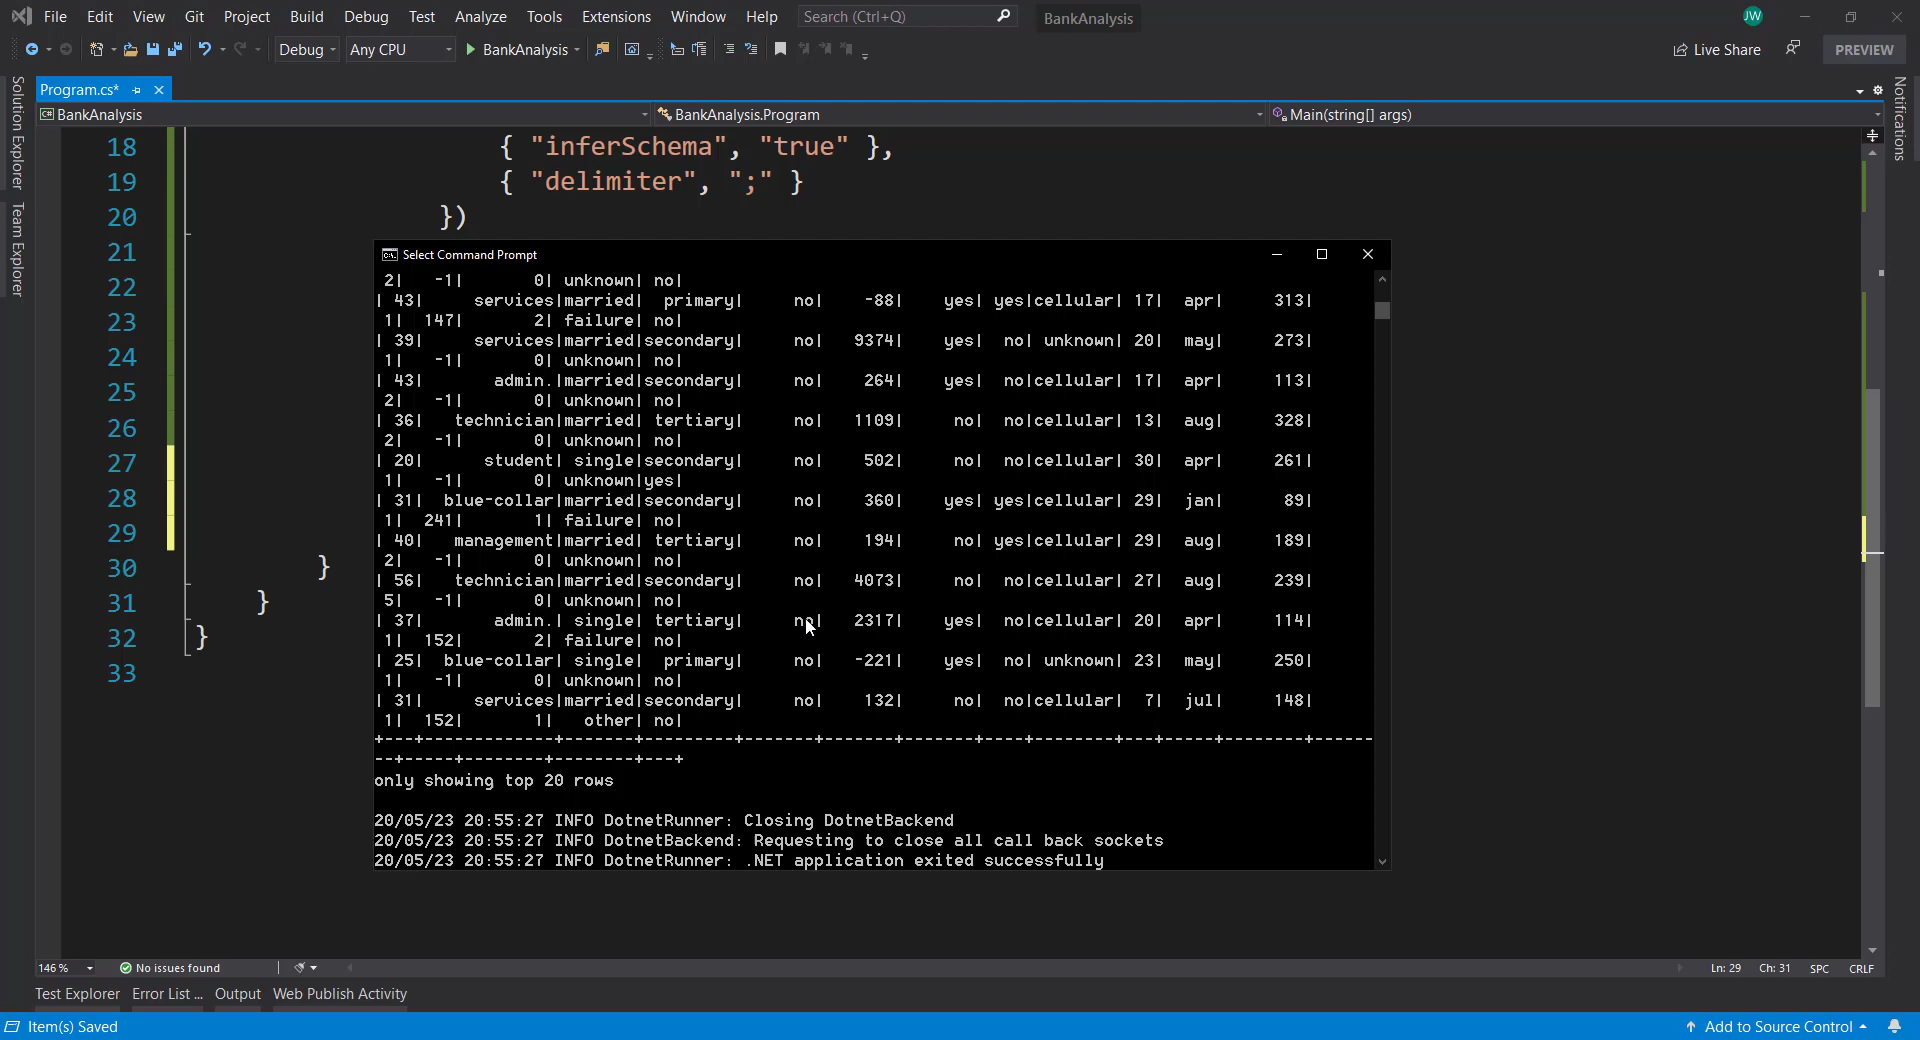 File Edit View Git Project Build Debug Test Analyze Tools Extensions Window Help Search (Ctrl+Q) BankAnalysis JW
Debug Any CPU BankAnalysis Live Share PREVIEW
Solution Explorer
Team Explorer
Notifications
Program.cs*
BankAnalysis BankAnalysis.Program Main(string[] args)
18 { "inferSchema", "true" },
19 { "delimiter", ";" }
20 })
21
22
23
24
25
26
27
28
29
30 }
31 }
32 }
33
Select Command Prompt
2| -1| 0| unknown| no|
| 43| services|married| primary| no| -88| yes| yes|cellular| 17| apr| 313|
1| 147| 2| failure| no|
| 39| services|married|secondary| no| 9374| yes| no| unknown| 20| may| 273|
1| -1| 0| unknown| no|
| 43| admin.|married|secondary| no| 264| yes| no|cellular| 17| apr| 113|
2| -1| 0| unknown| no|
| 36| technician|married| tertiary| no| 1109| no| no|cellular| 13| aug| 328|
2| -1| 0| unknown| no|
| 20| student| single|secondary| no| 502| no| no|cellular| 30| apr| 261|
1| -1| 0| unknown|yes|
| 31| blue-collar|married|secondary| no| 360| yes| yes|cellular| 29| jan| 89|
1| 241| 1| failure| no|
| 40| management|married| tertiary| no| 194| no| yes|cellular| 29| aug| 189|
2| -1| 0| unknown| no|
| 56| technician|married|secondary| no| 4073| no| no|cellular| 27| aug| 239|
5| -1| 0| unknown| no|
| 37| admin.| single| tertiary| no| 2317| yes| no|cellular| 20| apr| 114|
1| 152| 2| failure| no|
| 25| blue-collar| single| primary| no| -221| yes| no| unknown| 23| may| 250|
1| -1| 0| unknown| no|
| 31| services|married|secondary| no| 132| no| no|cellular| 7| jul| 148|
1| 152| 1| other| no|
+---+-------------+-------+---------+-------+-------+-------+----+--------+---+-----+--------+------
--+-----+--------+--------+---+
only showing top 20 rows
20/05/23 20:55:27 INFO DotnetRunner: Closing DotnetBackend
20/05/23 20:55:27 INFO DotnetBackend: Requesting to close all call back sockets
20/05/23 20:55:27 INFO DotnetRunner: .NET application exited successfully
146 % No issues found Ln: 29 Ch: 31 SPC CRLF
Test Explorer Error List ... Output Web Publish Activity
Item(s) Saved Add to Source Control